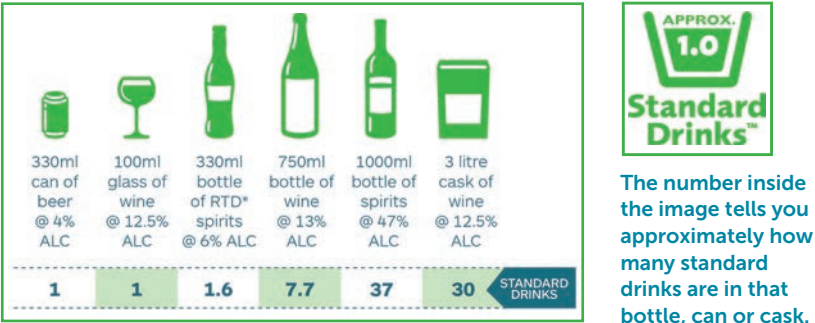 330ml
can of
beer
@ 4%
ALC
100ml
glass of
wine
@ 12.5%
ALC
330ml
bottle
of RTD*
spirits
@ 6% ALC
750ml
bottle of
wine
@ 13%
ALC
1000ml
bottle of
spirits
@ 47%
ALC
3 litre
cask of
wine
@ 12.5%
ALC
1 1 1.6 7.7 37 30 STANDARD
DRINKS
APPROX.
1.0
Standard
Drinks™
The number inside
the image tells you
approximately how
many standard
drinks are in that
bottle, can or cask.